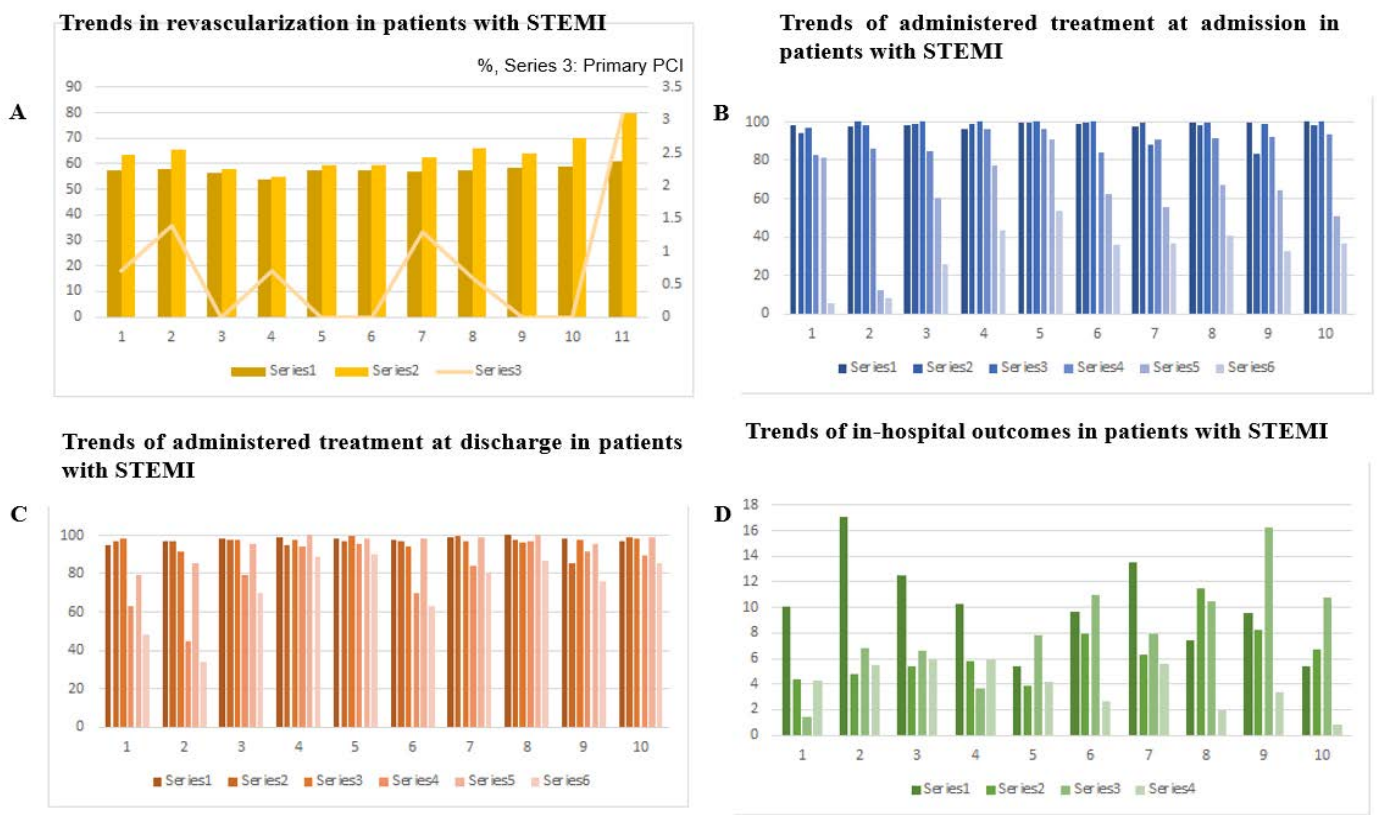 Trends in revascularization in patients with STEMI
%, Series 3: Primary PCI
A
90
80
70
60
50
40
30
20
10
0
3.5
3
2.5
2
1.5
1
0.5
0
1 2 3 4 5 6 7 8 9 10 11
Series1 Series2 Series3
Trends of administered treatment at admission in
patients with STEMI
B
100
80
60
40
20
0
1 2 3 4 5 6 7 8 9 10
Series1 Series2 Series3 Series4 Series5 Series6
Trends of administered treatment at discharge in patients
with STEMI
C
100
80
60
40
20
0
1 2 3 4 5 6 7 8 9 10
Series1 Series2 Series3 Series4 Series5 Series6
Trends of in-hospital outcomes in patients with STEMI
D
18
16
14
12
10
8
6
4
2
0
1 2 3 4 5 6 7 8 9 10
Series1 Series2 Series3 Series4